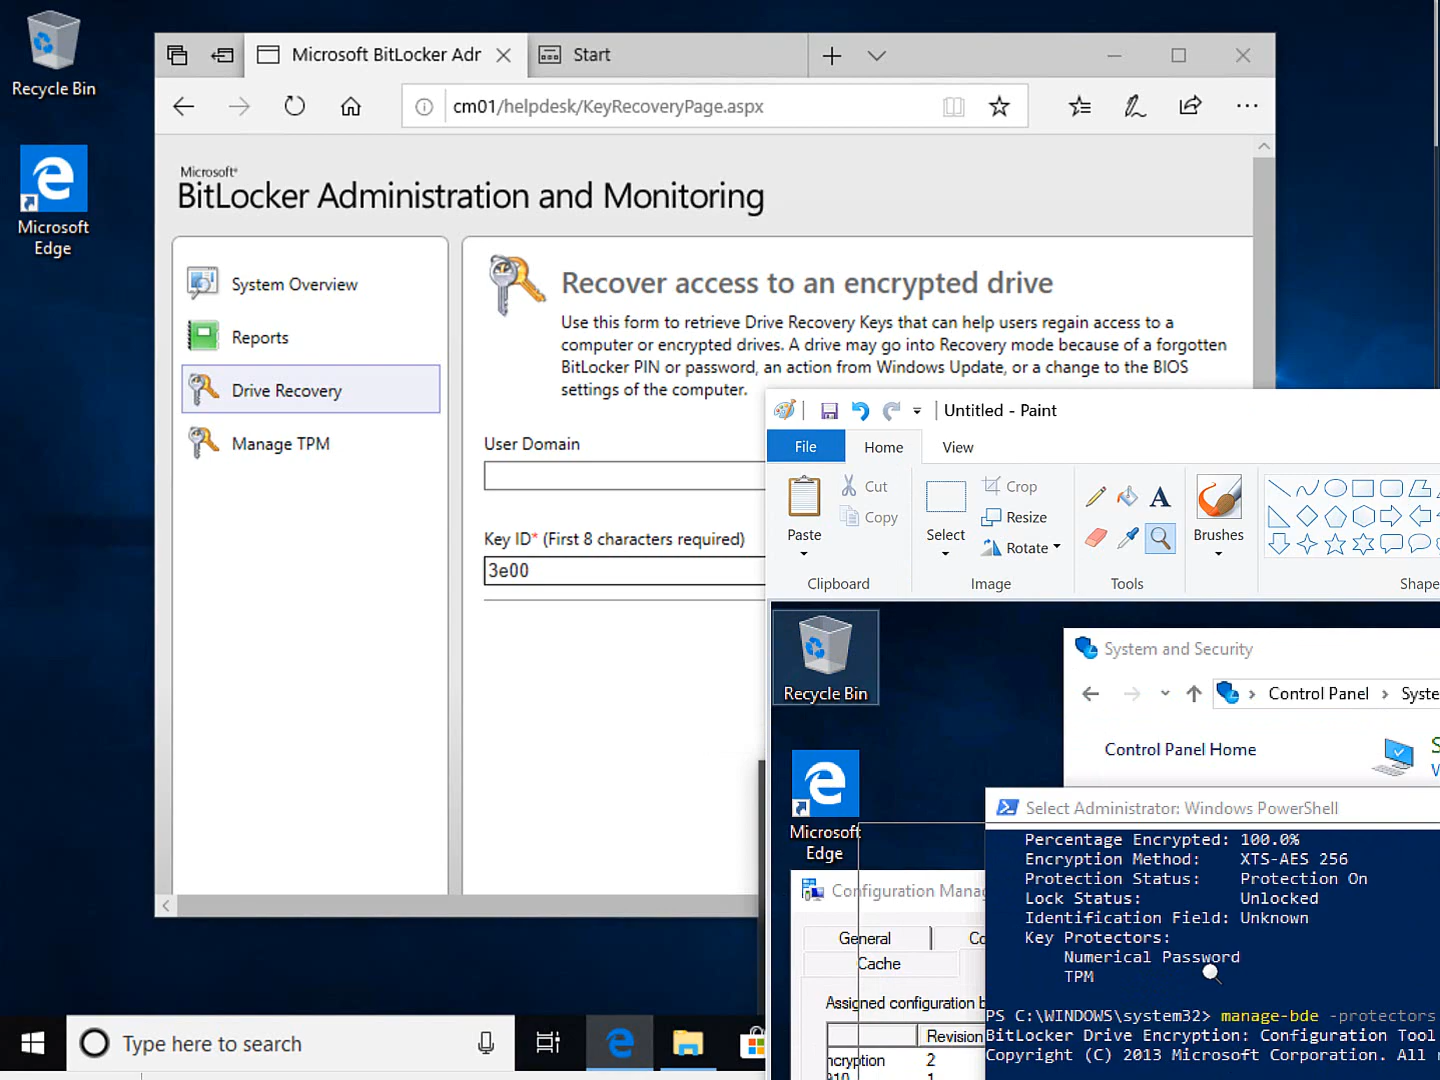 Recycle Bin
Microsoft Edge
Microsoft BitLocker Adr
Start
cm01/helpdesk/KeyRecoveryPage.aspx
Microsoft®
BitLocker Administration and Monitoring
System Overview
Reports
Drive Recovery
Manage TPM
Recover access to an encrypted drive
Use this form to retrieve Drive Recovery Keys that can help users regain access to a
computer or encrypted drives. A drive may go into Recovery mode because of a forgotten
BitLocker PIN or password, an action from Windows Update, or a change to the BIOS
settings of the computer.
User Domain
Key ID* (First 8 characters required)
3e00
Untitled - Paint
File
Home
View
Paste
Cut
Copy
Clipboard
Select
Crop
Resize
Rotate
Image
A
Tools
Brushes
Shape
Recycle Bin
Microsoft
Edge
System and Security
Control Panel
Syste
Control Panel Home
S
Select Administrator: Windows PowerShell
Percentage Encrypted: 100.0%
Encryption Method: XTS-AES 256
Protection Status: Protection On
Lock Status: Unlocked
Identification Field: Unknown
Key Protectors:
Numerical Password
TPM
PS C:\WINDOWS\system32> manage-bde -protectors
BitLocker Drive Encryption: Configuration Tool
Copyright (C) 2013 Microsoft Corporation. All
Configuration Manag
General
Co
Cache
Assigned configuration b
Revision
ncryption 2
Type here to search